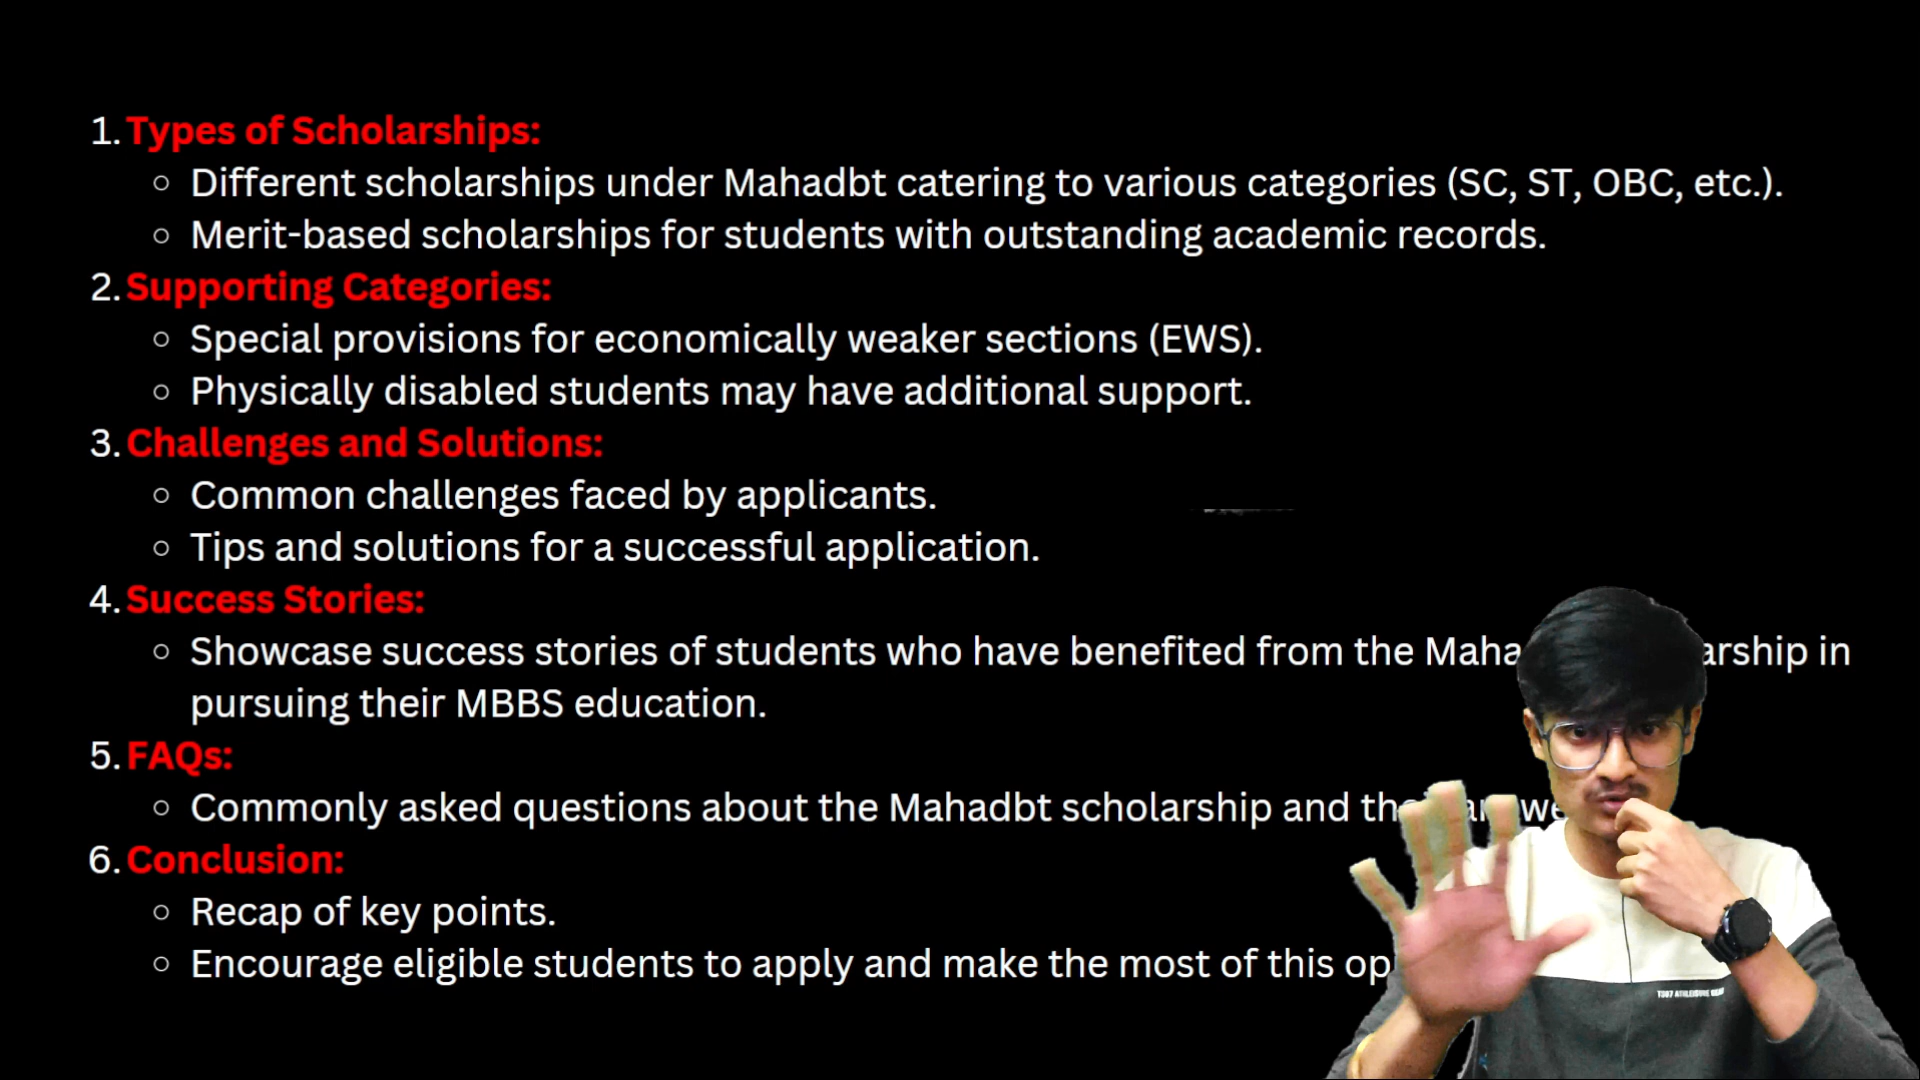 1. Types of Scholarships:
○ Different scholarships under Mahadbt catering to various categories (SC, ST, OBC, etc.).
○ Merit-based scholarships for students with outstanding academic records.
2. Supporting Categories:
○ Special provisions for economically weaker sections (EWS).
○ Physically disabled students may have additional support.
3. Challenges and Solutions:
○ Common challenges faced by applicants.
○ Tips and solutions for a successful application.
4. Success Stories:
○ Showcase success stories of students who have benefited from the Maha arship in
pursuing their MBBS education.
5. FAQs:
○ Commonly asked questions about the Mahadbt scholarship and
6. Conclusion:
○ Recap of key points.
○ Encourage eligible students to apply and make the most of this op